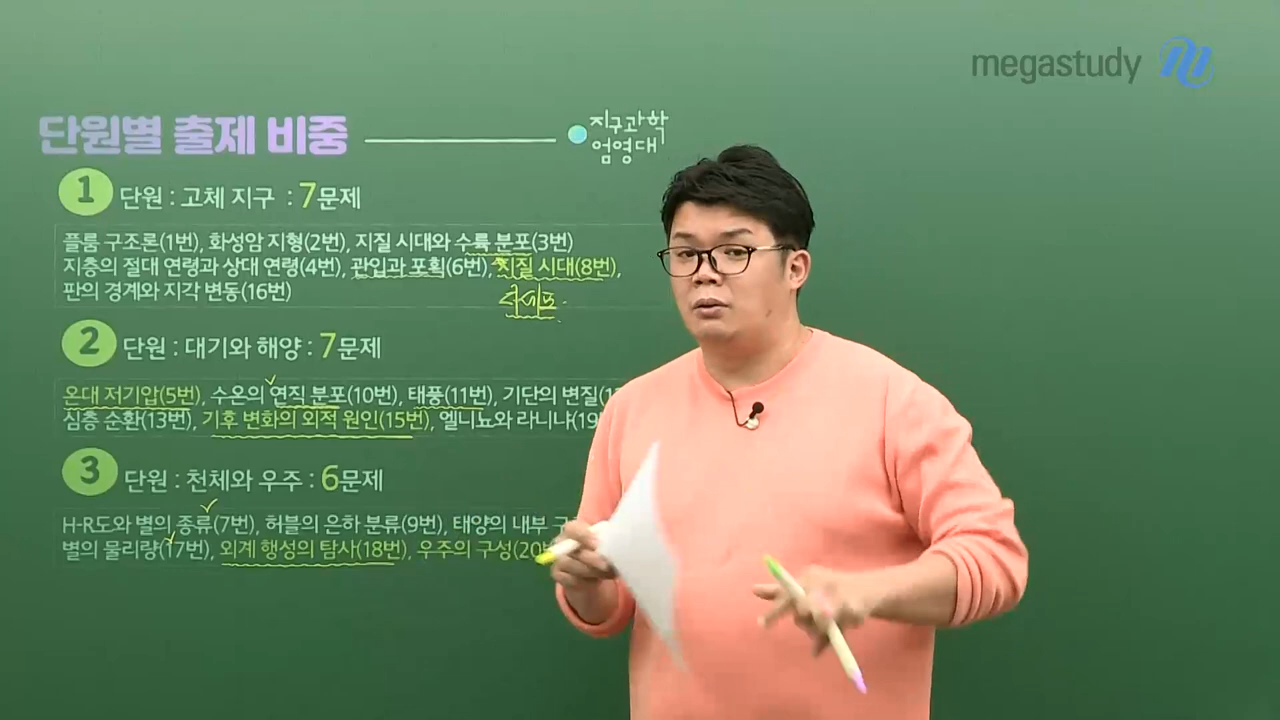 megastudy
단원별 출제 비중
지구과학
엄영대
1 단원 : 고체 지구 : 7문제
플룸 구조론(1번), 화성암 지형(2번), 지질 시대와 수륙 분포(3번)
지층의 절대 연령과 상대 연령(4번), 관입과 포획(6번), 지질 시대(8번),
판의 경계와 지각 변동(16번)
2 단원 : 대기와 해양 : 7문제
온대 저기압(5번), 수온의 연직 분포(10번), 태풍(11번), 기단의 변질
심층 순환(13번), 기후 변화의 외적 원인(15번), 엘니뇨와 라니냐(19
3 단원 : 천체와 우주 : 6문제
H-R도와 별의 종류(7번), 허블의 은하 분류(9번), 태양의 내부
별의 물리량(17번), 외계 행성의 탐사(18번), 우주의 구성(20